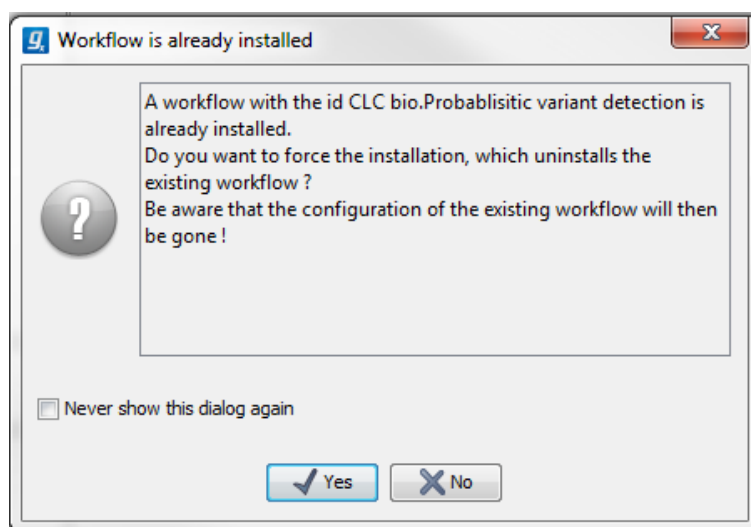 Workflow is already installed
A workflow with the id CLC bio.Probablisitic variant detection is
already installed.
Do you want to force the installation, which uninstalls the
existing workflow ?
Be aware that the configuration of the existing workflow will then
be gone !
Never show this dialog again
Yes No